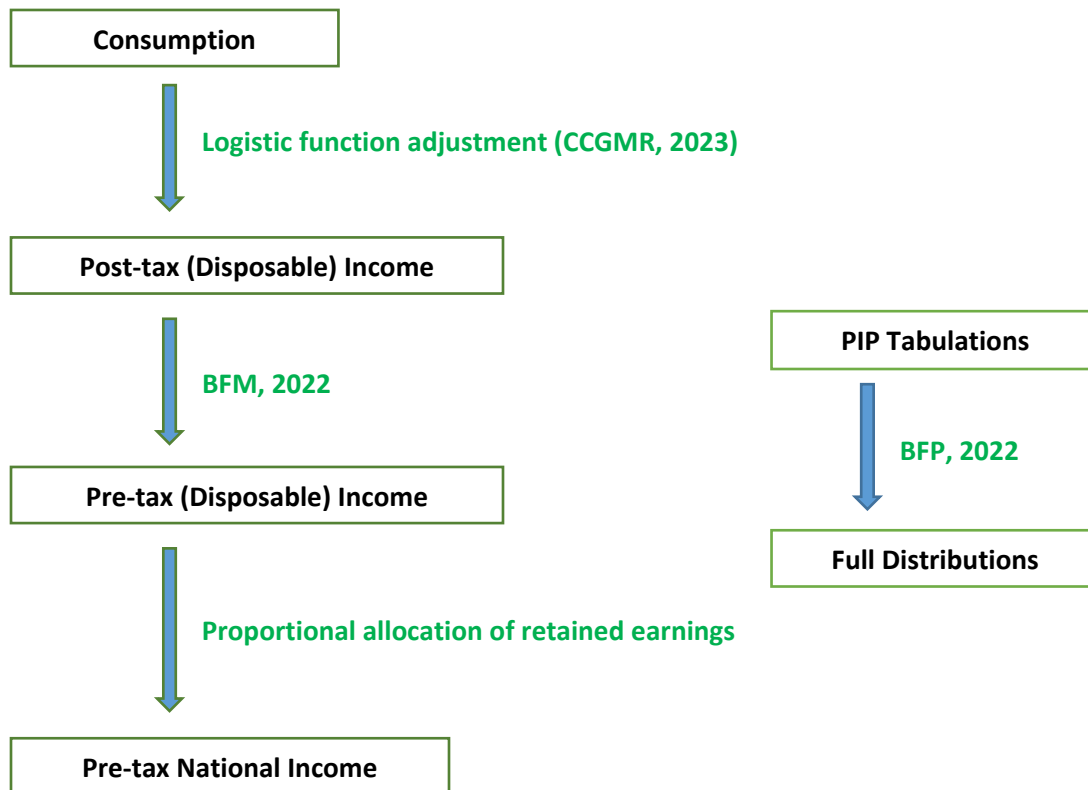 Consumption
Logistic function adjustment (CCGMR, 2023)
Post-tax (Disposable) Income
BFM, 2022
Pre-tax (Disposable) Income
Proportional allocation of retained earnings
Pre-tax National Income
PIP Tabulations
BFP, 2022
Full Distributions